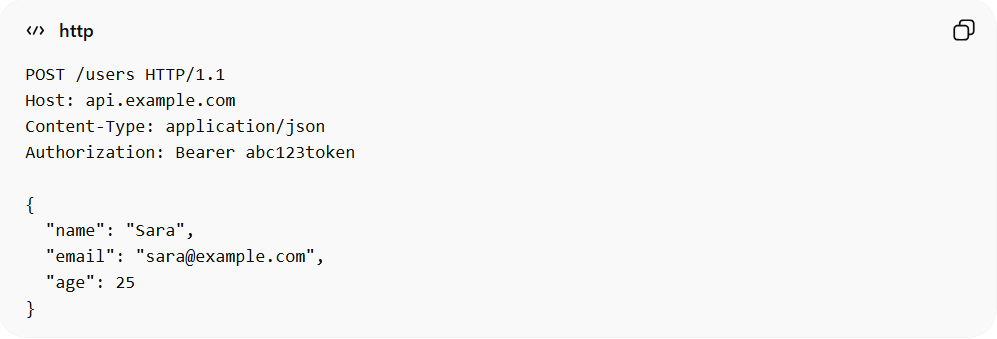 http
POST /users HTTP/1.1
Host: api.example.com
Content-Type: application/json
Authorization: Bearer abc123token

{
  "name": "Sara",
  "email": "sara@example.com",
  "age": 25
}